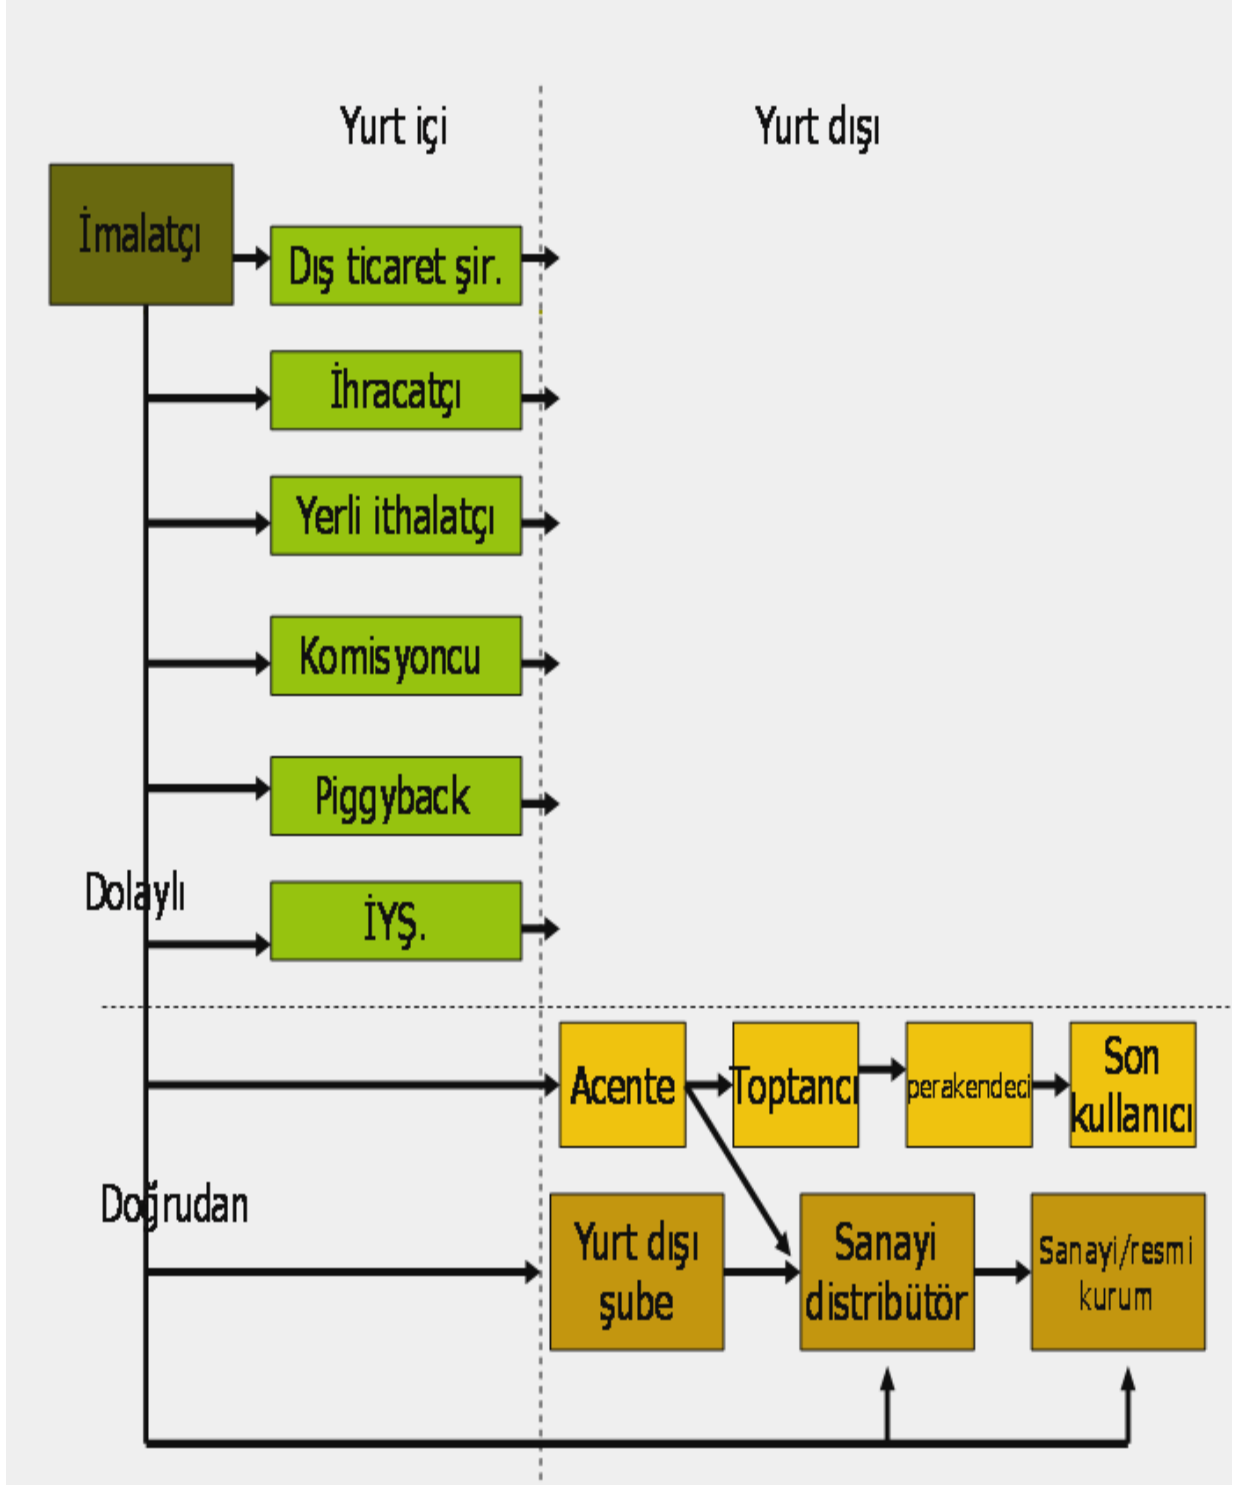 Yurt içi
Yurt dışı
İmalatçı
Dış ticaret şir.
İhracatçı
Yerli ithalatçı
Komisyoncu
Piggyback
Dolaylı
İYŞ.
Acente
Toptancı
perakendeci
Son
kullanıcı
Doğrudan
Yurt dışı
şube
Sanayi
distribütör
Sanayi/resmi
kurum